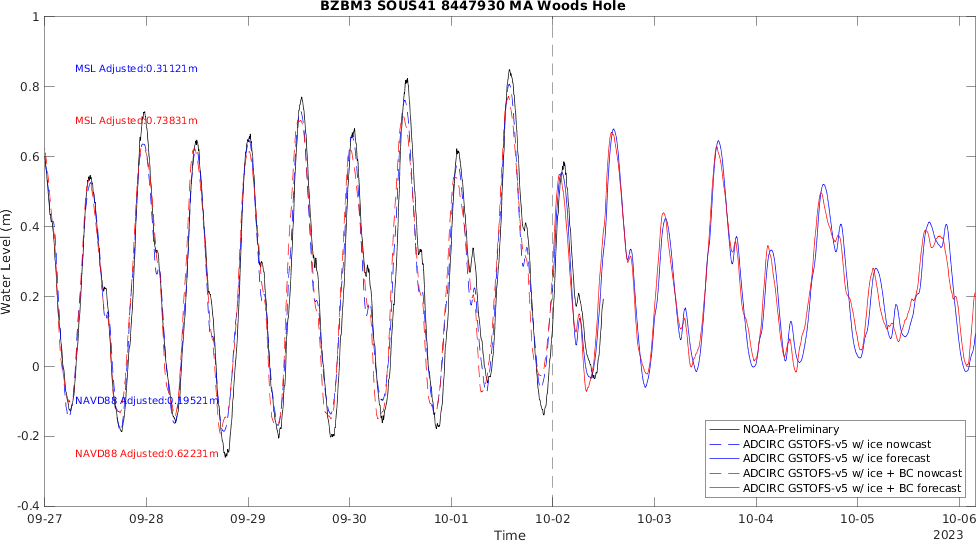 BZBM3 SOUS41 8447930 MA Woods Hole
1
0.8
0.6
0.4
0.2
0
-0.2
-0.4
Water Level (m)
MSL Adjusted:0.31121m
MSL Adjusted:0.73831m
NAVD88 Adjusted:0.19521m
NAVD88 Adjusted:0.62231m
NOAA-Preliminary
ADCIRC GSTOFS-v5 w/ ice nowcast
ADCIRC GSTOFS-v5 w/ ice forecast
ADCIRC GSTOFS-v5 w/ ice + BC nowcast
ADCIRC GSTOFS-v5 w/ ice + BC forecast
09-27 09-28 09-29 09-30 10-01 10-02 10-03 10-04 10-05 10-06
Time
2023